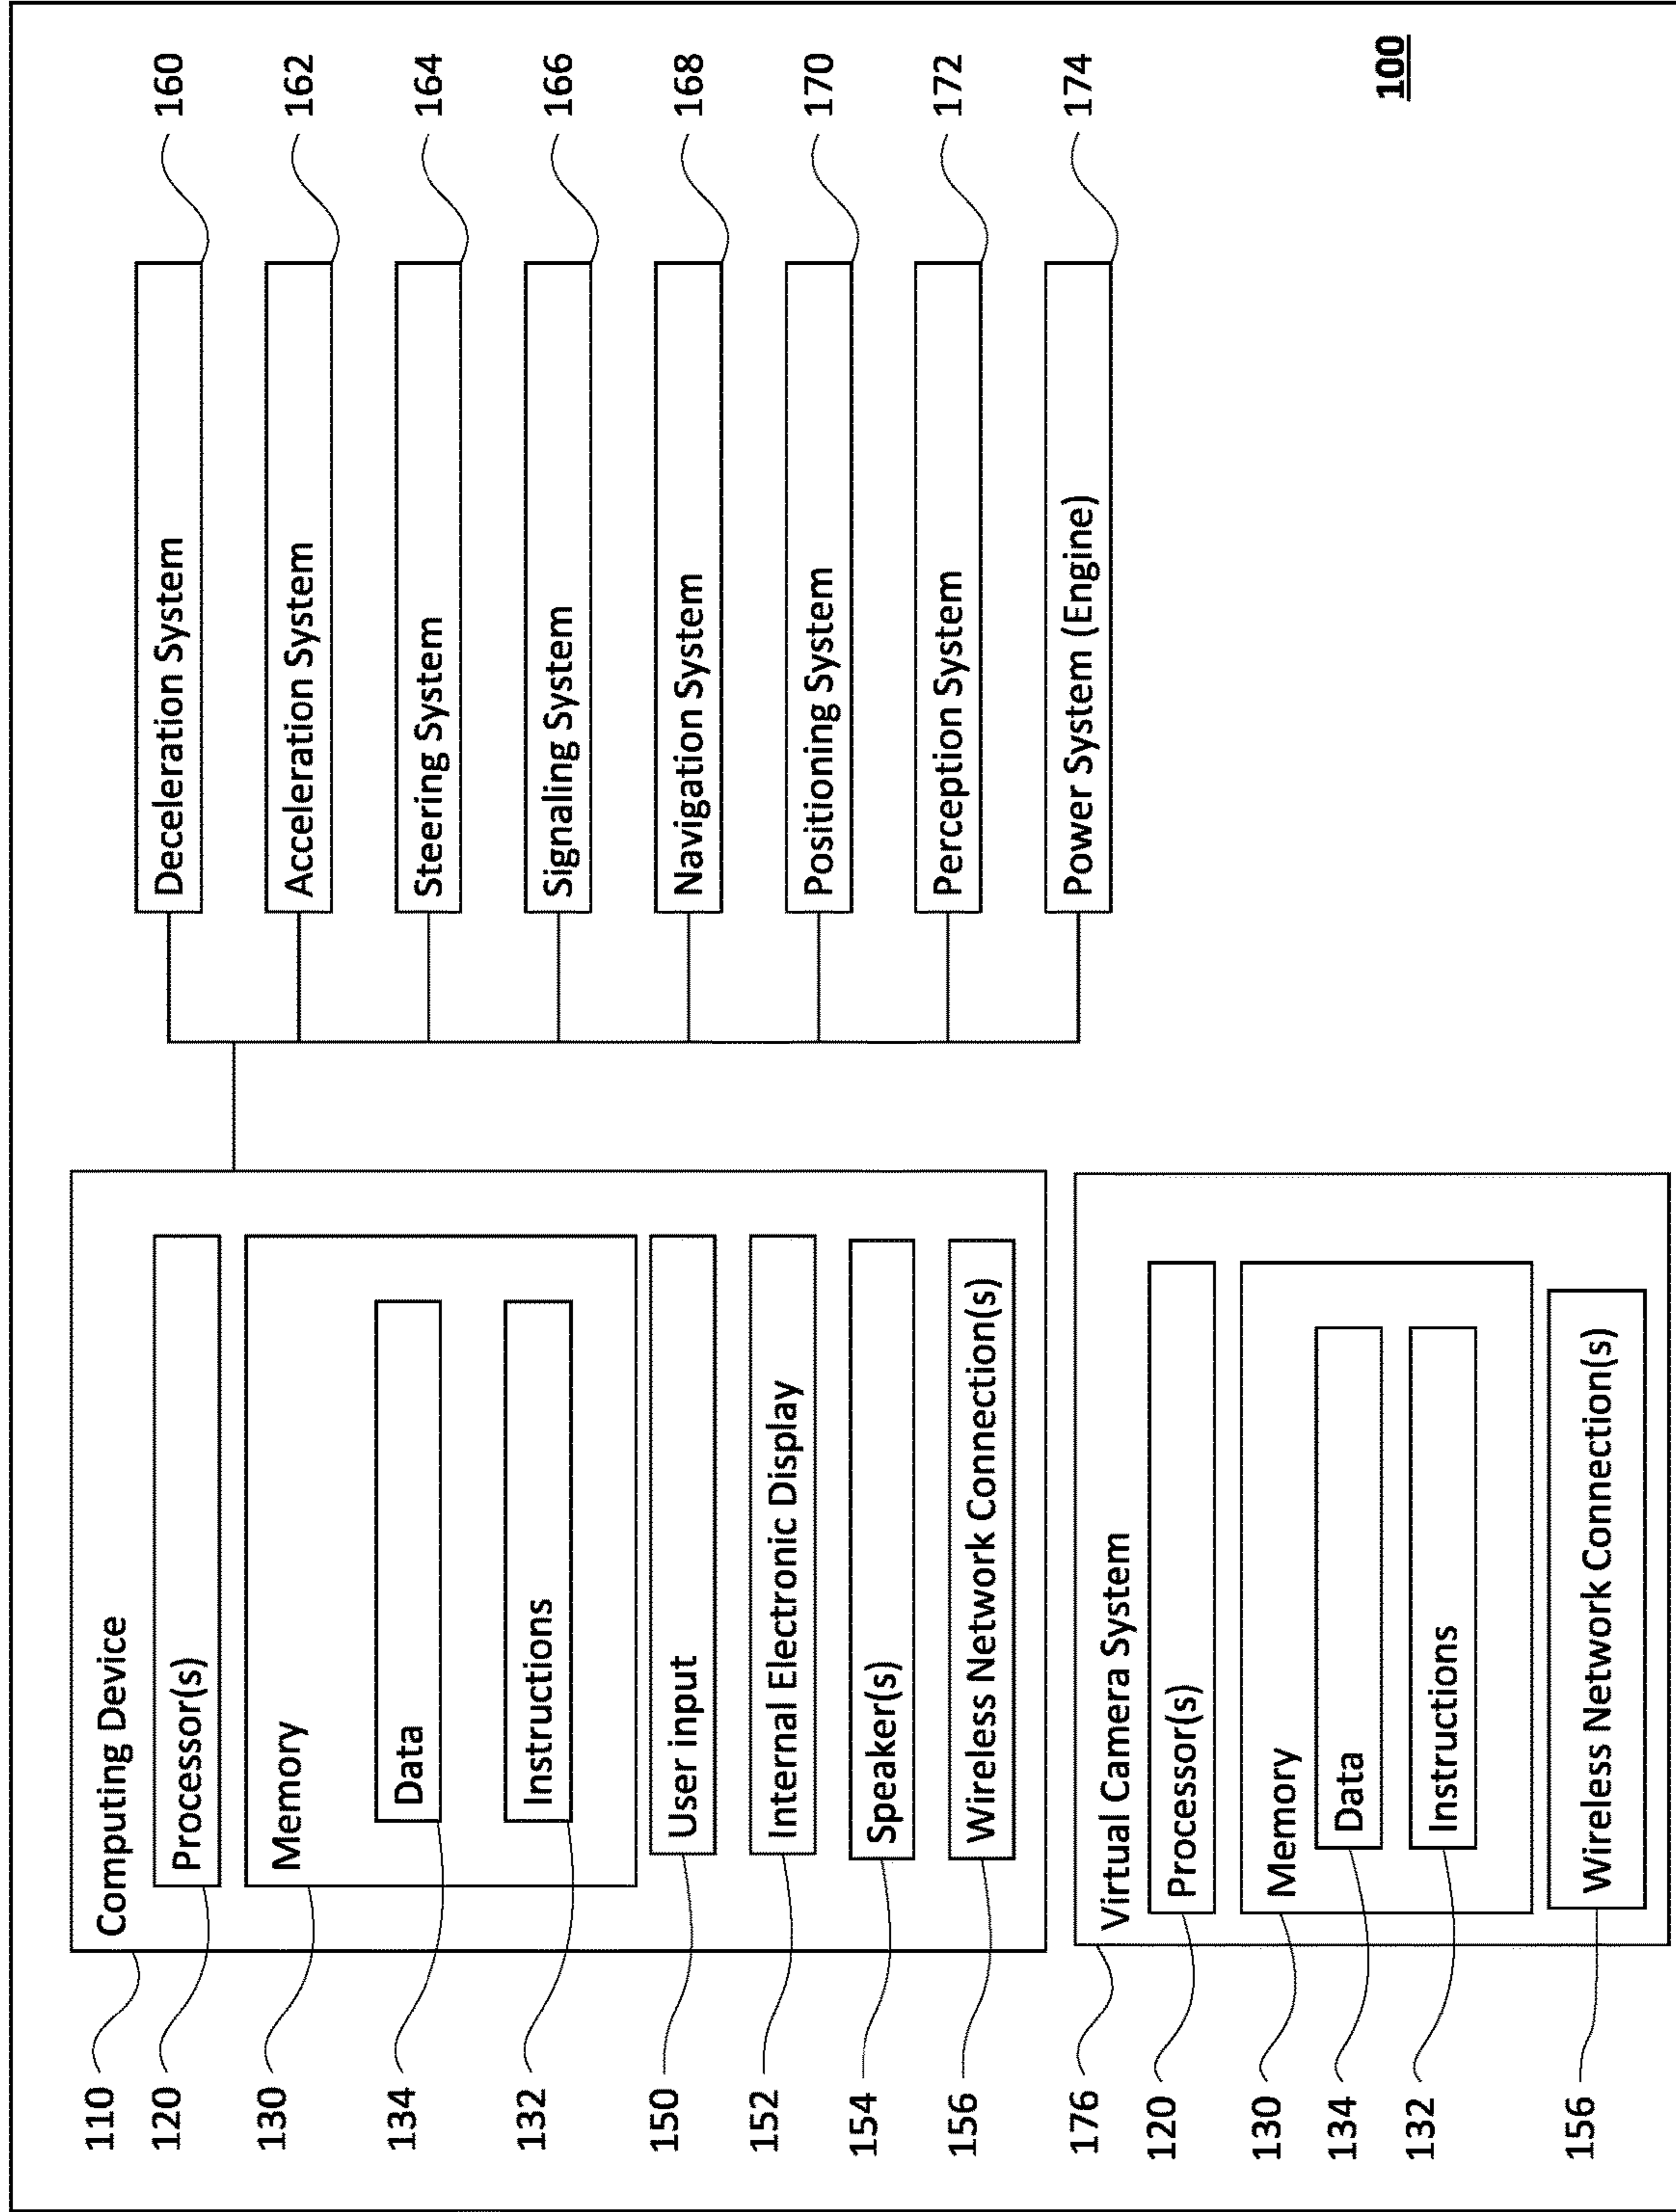 110
Computing Device
120
Processor(s)
130
Memory
134
Data
132
Instructions
150
User input
152
Internal Electronic Display
154
Speaker(s)
156
Wireless Network Connection(s)
176
Virtual Camera System
120
Processor(s)
130
Memory
134
Data
132
Instructions
156
Wireless Network Connection(s)
Deceleration System
160
Acceleration System
162
Steering System
164
Signaling System
166
Navigation System
168
Positioning System
170
Perception System
172
Power System (Engine)
174
100